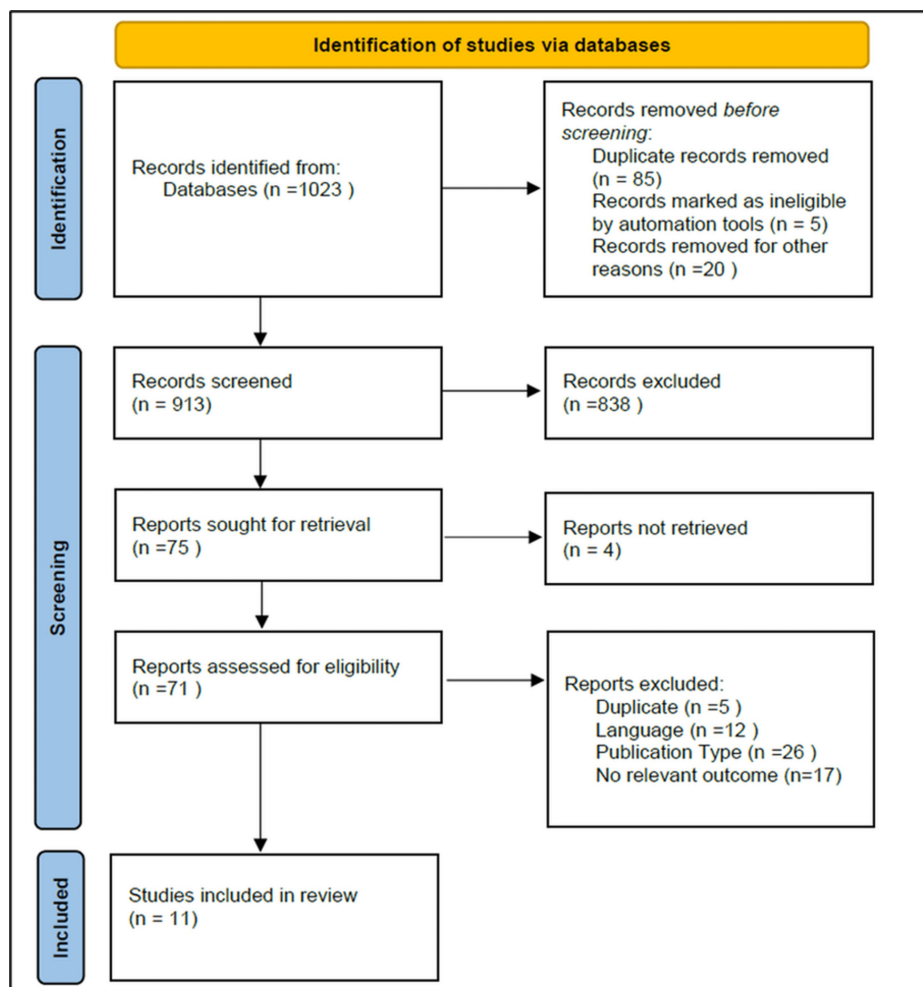 Identification of studies via databases
Identification
Records identified from:
Databases (n =1023 )
Records removed before
screening:
Duplicate records removed
(n = 85)
Records marked as ineligible
by automation tools (n = 5)
Records removed for other
reasons (n =20 )
Screening
Records screened
(n = 913)
Records excluded
(n =838 )
Reports sought for retrieval
(n =75 )
Reports not retrieved
(n = 4)
Reports assessed for eligibility
(n =71 )
Reports excluded:
Duplicate (n =5 )
Language (n =12 )
Publication Type (n =26 )
No relevant outcome (n=17)
Included
Studies included in review
(n = 11)